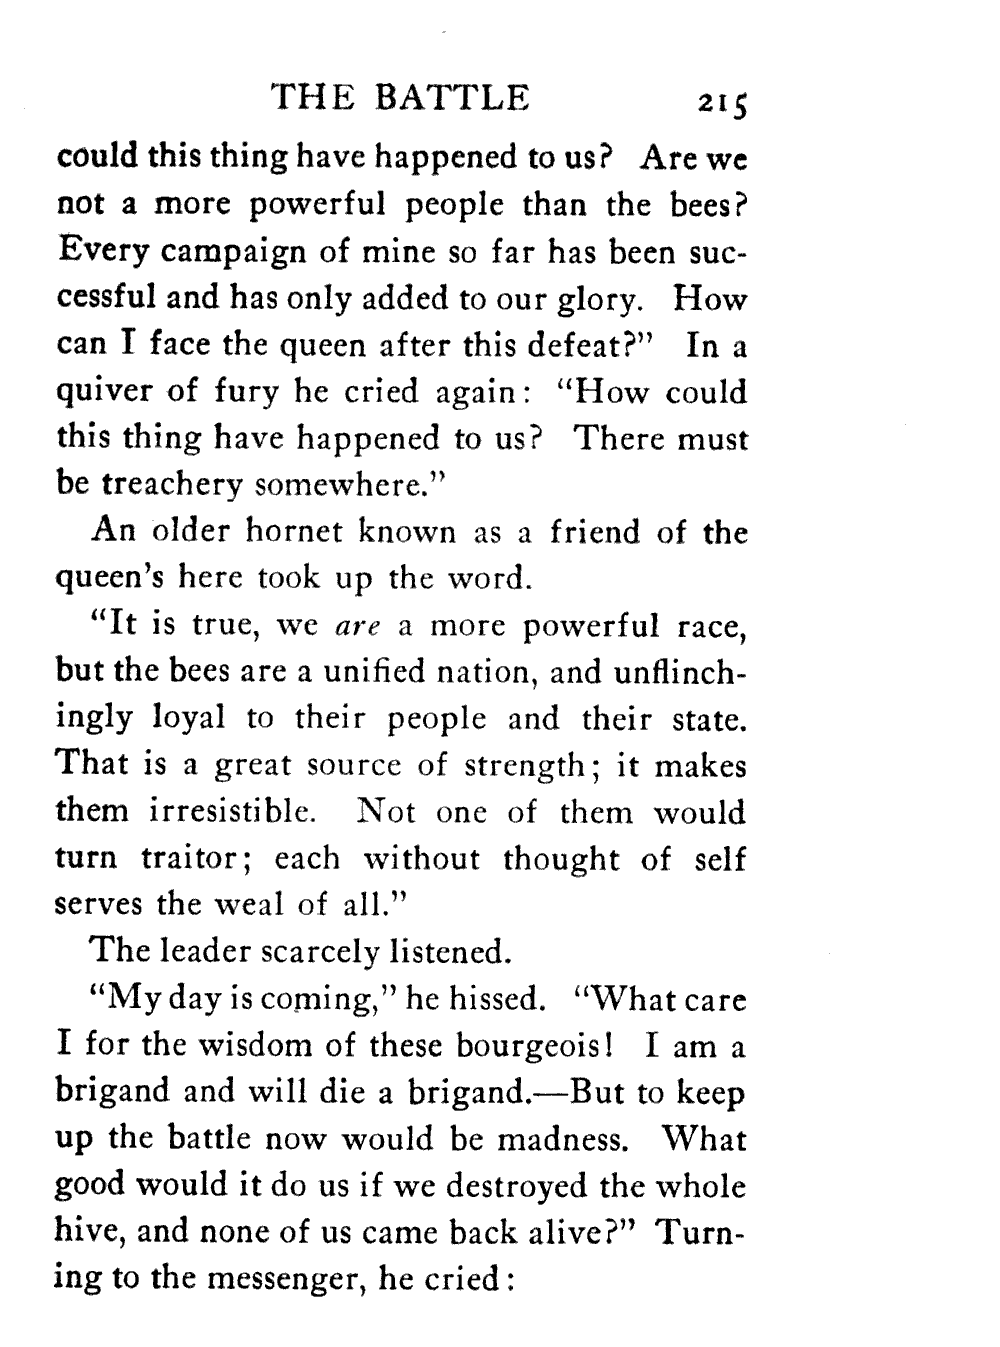 THE BATTLE 215
could this thing have happened to us? Are we
not a more powerful people than the bees?
Every campaign of mine so far has been suc-
cessful and has only added to our glory. How
can I face the queen after this defeat?” In a
quiver of fury he cried again: “How could
this thing have happened to us? There must
be treachery somewhere.”
An older hornet known as a friend of the
queen’s here took up the word.
“It is true, we are a more powerful race,
but the bees are a unified nation, and unflinch-
ingly loyal to their people and their state.
That is a great source of strength; it makes
them irresistible. Not one of them would
turn traitor; each without thought of self
serves the weal of all.”
The leader scarcely listened.
“My day is coming,” he hissed. “What care
I for the wisdom of these bourgeois! I am a
brigand and will die a brigand.—But to keep
up the battle now would be madness. What
good would it do us if we destroyed the whole
hive, and none of us came back alive?” Turn-
ing to the messenger, he cried: